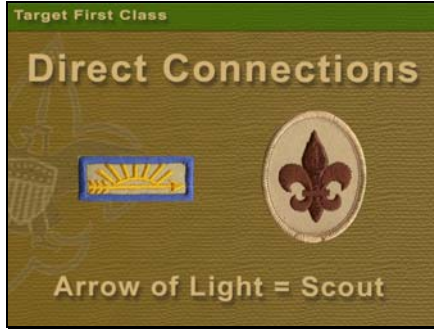 Target First Class
Direct Connections
Arrow of Light = Scout